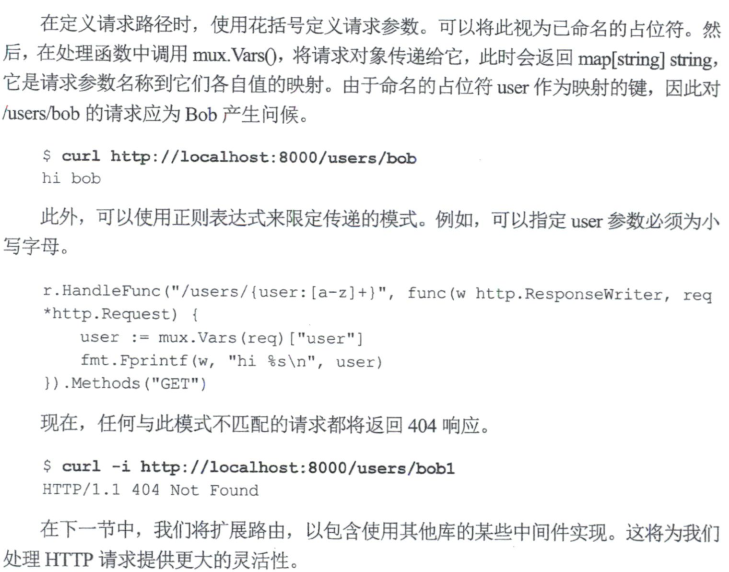 在定义请求路径时，使用花括号定义请求参数。可以将此视为已命名的占位符。然
后，在处理函数中调用 mux.Vars()，将请求对象传递给它，此时会返回 map[string] string，
它是请求参数名称到它们各自值的映射。由于命名的占位符 user 作为映射的键，因此对
/users/bob 的请求应为 Bob 产生问候。
$ curl http://localhost:8000/users/bob
hi bob
此外，可以使用正则表达式来限定传递的模式。例如，可以指定 user 参数必须为小
写字母。
r.HandleFunc("/users/{user:[a-z]+}", func(w http.ResponseWriter, req
*http.Request) {
    user := mux.Vars(req)["user"]
    fmt.Fprintf(w, "hi %s\n", user)
}).Methods("GET")
现在，任何与此模式不匹配的请求都将返回 404 响应。
$ curl -i http://localhost:8000/users/bob1
HTTP/1.1 404 Not Found
在下一节中，我们将扩展路由，以包含使用其他库的某些中间件实现。这将为我们
处理 HTTP 请求提供更大的灵活性。